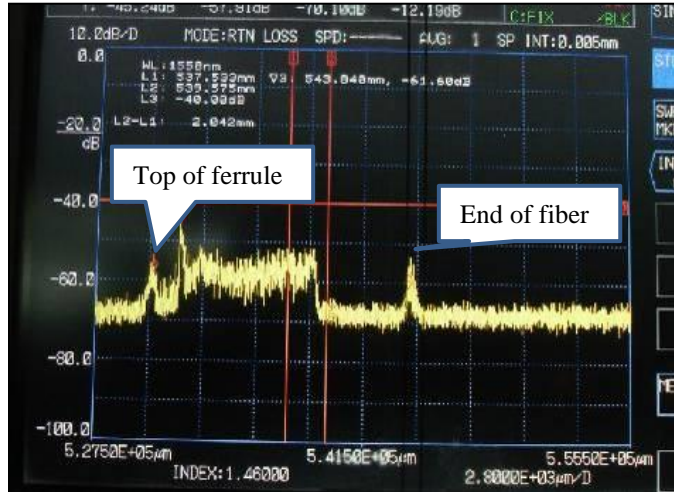 -45.24dB -57.91dB -70.10dB -12.19dB
C:FIX /BLK
10.0dB/D MODE:RTN LOSS SPD:------ AVG: 1 SP INT:0.005mm
0.0
WL:1550nm
L1: 537.533mm ∇3: 543.840mm, -61.60dB
L2: 539.575mm
L3: -40.00dB
L2-L1: 2.042mm
-20.0
dB
Top of ferrule
-40.0
End of fiber
-60.0
-80.0
-100.0
5.2750E+05μm 5.4150E+05μm 5.5550E+05μm
INDEX:1.46000 2.8000E+03μm/D